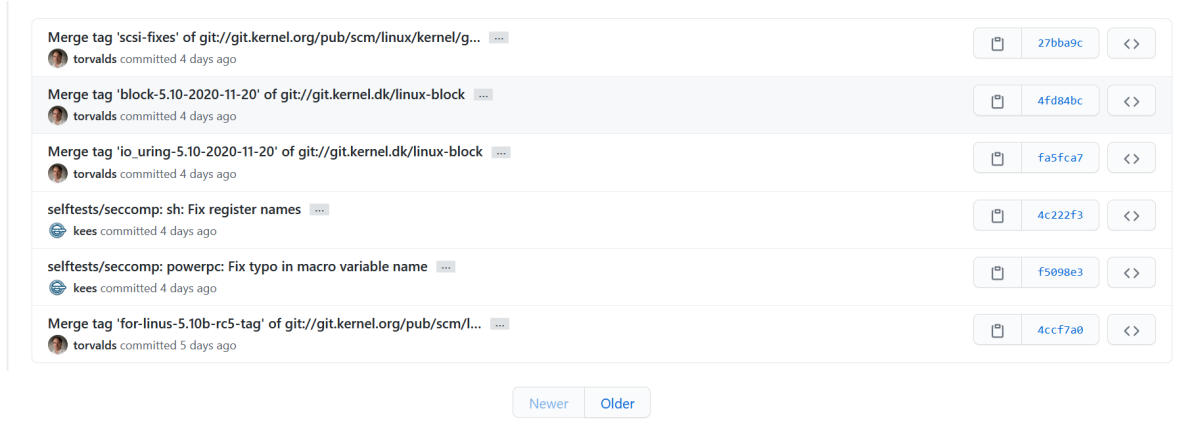 Merge tag 'scsi-fixes' of git://git.kernel.org/pub/scm/linux/kernel/g... ...
27bba9c
torvalds committed 4 days ago
Merge tag 'block-5.10-2020-11-20' of git://git.kernel.dk/linux-block ...
4fd84bc
torvalds committed 4 days ago
Merge tag 'io_uring-5.10-2020-11-20' of git://git.kernel.dk/linux-block ...
fa5fca7
torvalds committed 4 days ago
selftests/seccomp: sh: Fix register names ...
4c222f3
kees committed 4 days ago
selftests/seccomp: powerpc: Fix typo in macro variable name ...
f5098e3
kees committed 4 days ago
Merge tag 'for-linus-5.10b-rc5-tag' of git://git.kernel.org/pub/scm/l... ...
4ccf7a0
torvalds committed 5 days ago
Newer Older